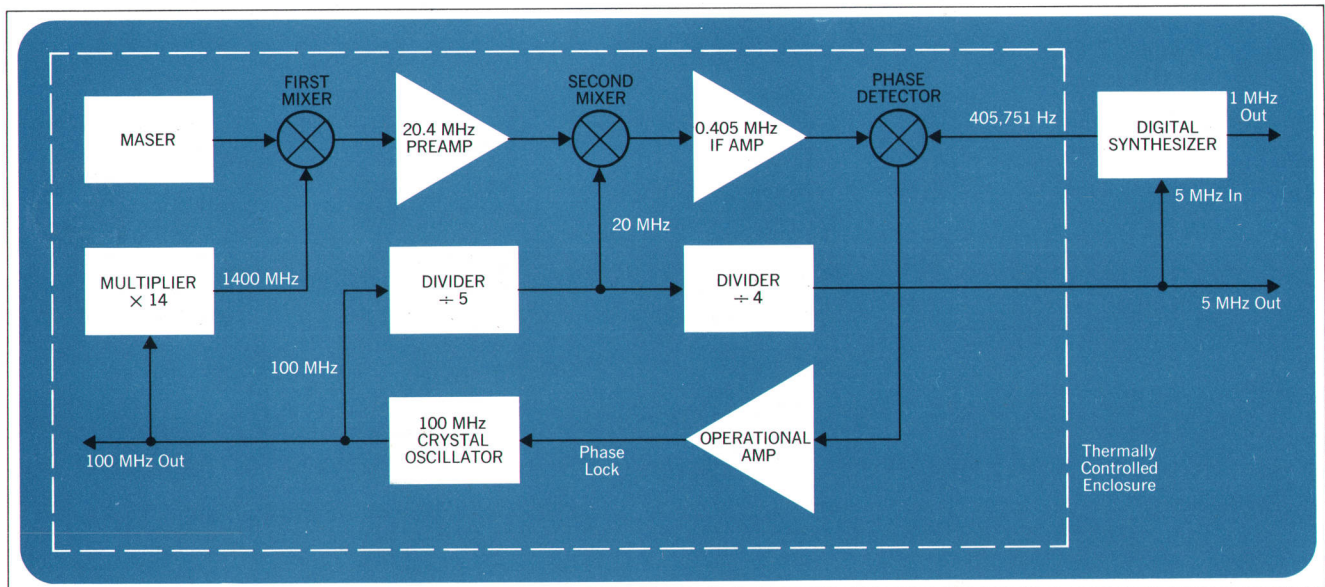 FIRST
MIXER
SECOND
MIXER
PHASE
DETECTOR
MASER
20.4 MHz
PREAMP
0.405 MHz
IF AMP
405,751 Hz
DIGITAL
SYNTHESIZER
1 MHz
Out
5 MHz In
20 MHz
MULTIPLIER
× 14
1400 MHz
DIVIDER
÷ 5
DIVIDER
÷ 4
5 MHz Out
100 MHz
100 MHz Out
100 MHz
CRYSTAL
OSCILLATOR
Phase
Lock
OPERATIONAL
AMP
Thermally
Controlled
Enclosure